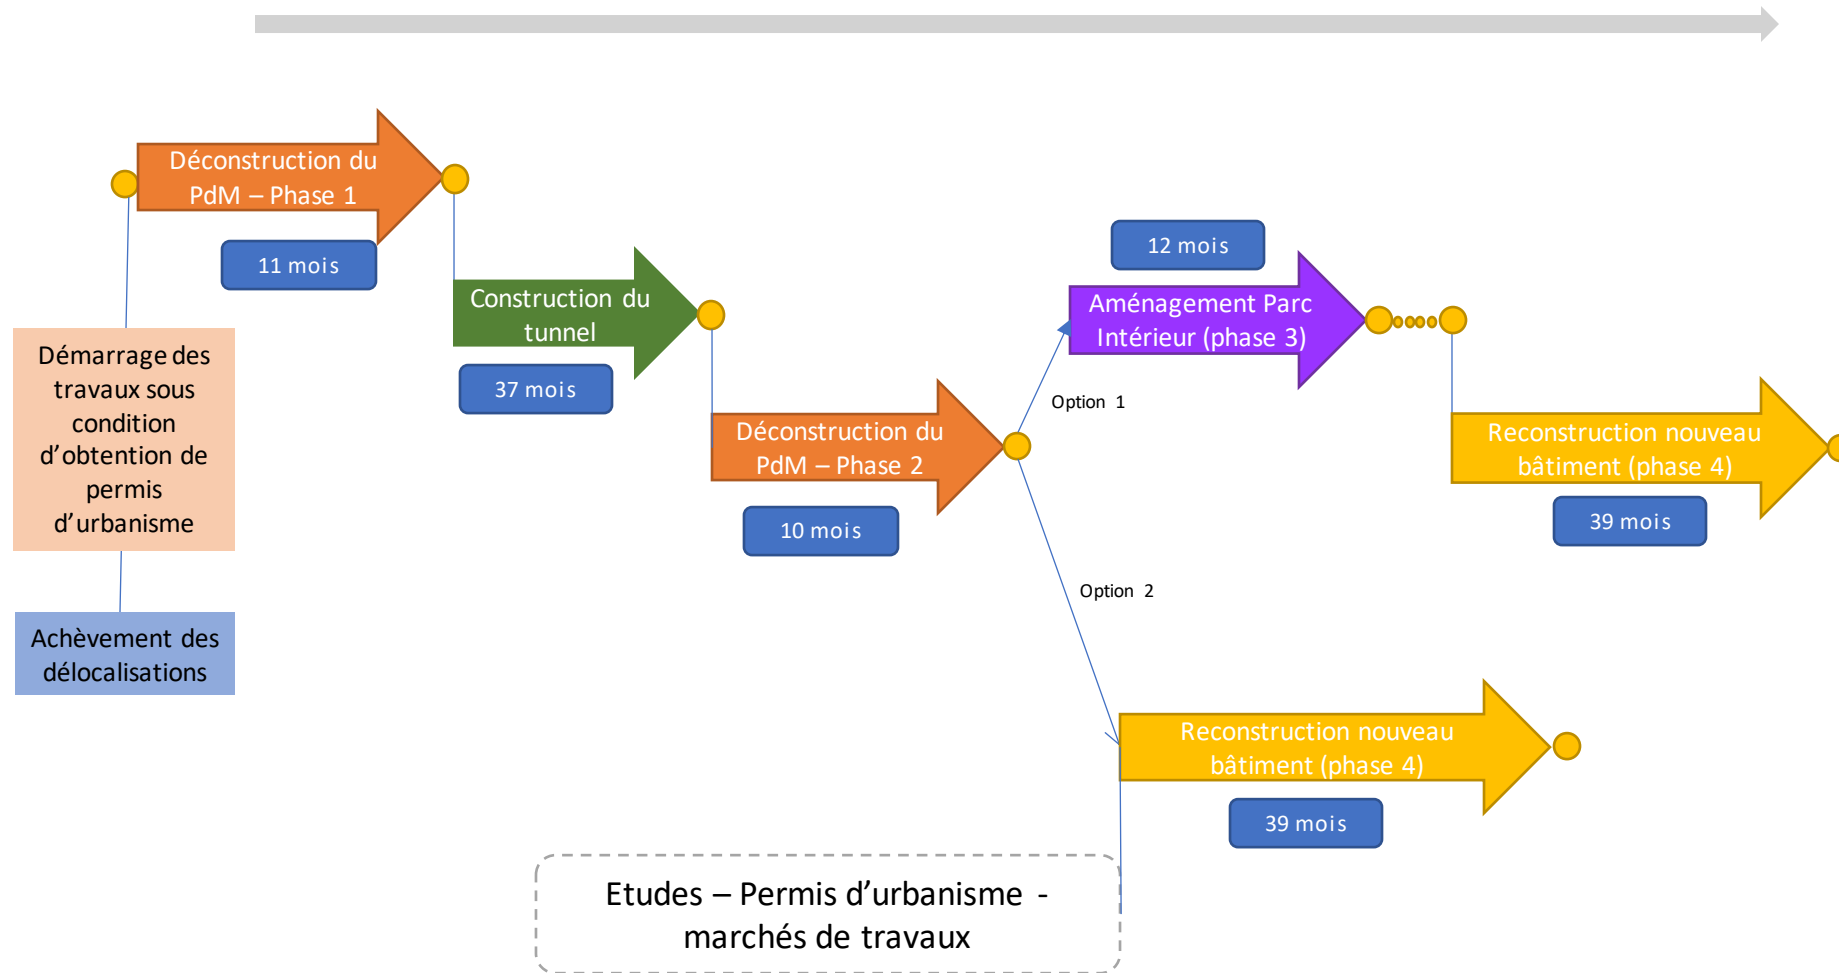 Déconstruction du
PdM – Phase 1
11 mois
12 mois
Construction du
tunnel
37 mois
Aménagement Parc
Intérieur (phase 3)
Démarrage des
travaux sous
condition
d’obtention de
permis
d’urbanisme
Option 1
Déconstruction du
PdM – Phase 2
10 mois
Reconstruction nouveau
bâtiment (phase 4)
39 mois
Option 2
Achèvement des
délocalisations
Reconstruction nouveau
bâtiment (phase 4)
39 mois
Etudes – Permis d’urbanisme -
marchés de travaux